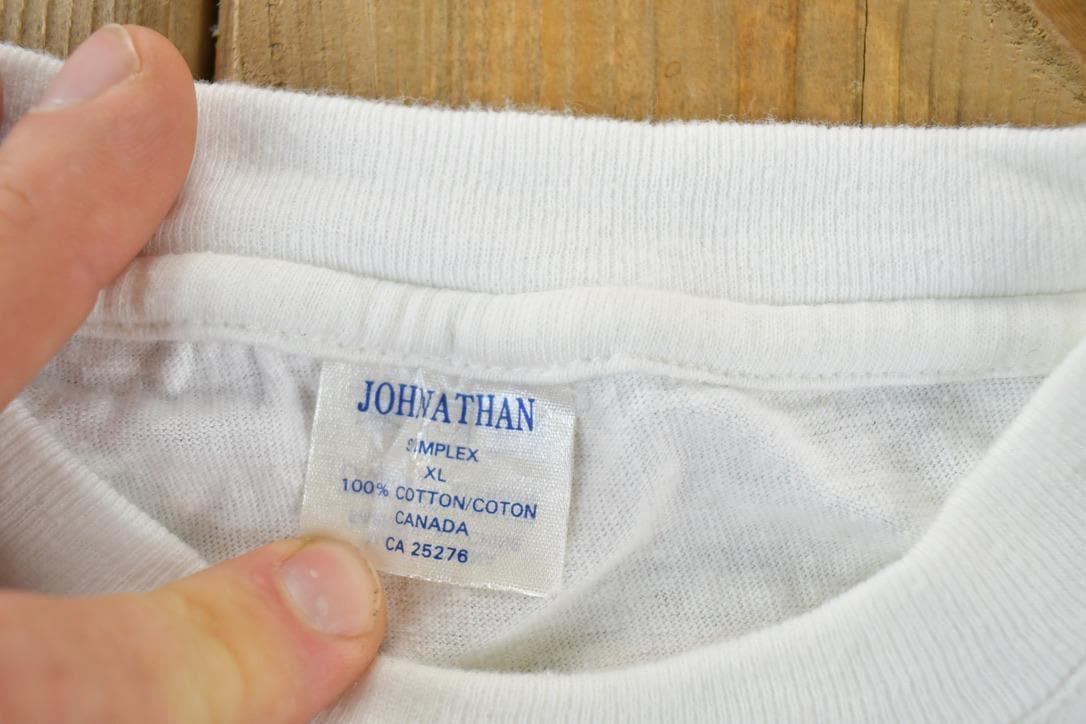 JOHNATHAN
SIMPLEX
XL
100% COTTON/COTON
CANADA
CA 25276